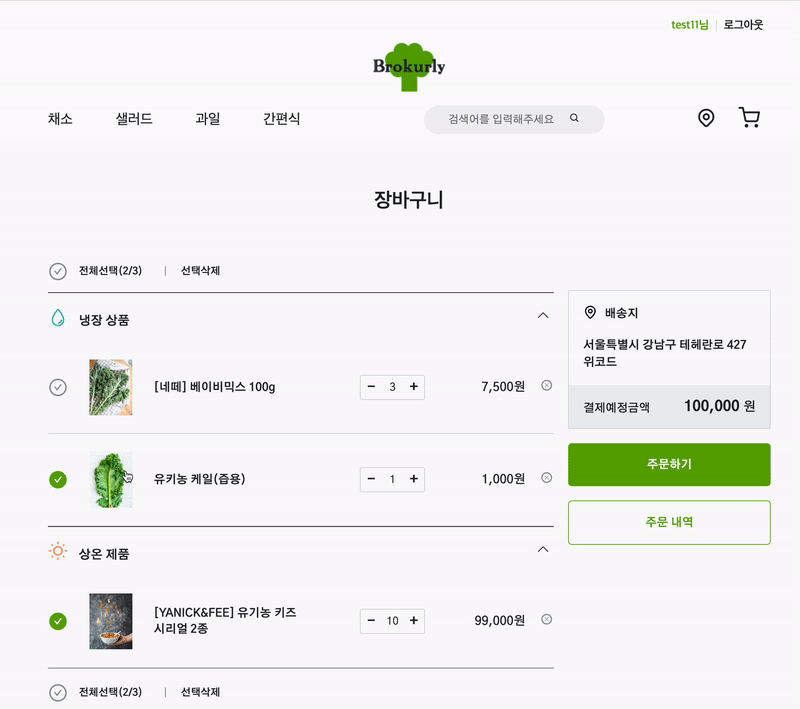 test11님 | 로그아웃
Brokurly
채소 샐러드 과일 간편식 검색어를 입력해주세요
장바구니
전체선택(2/3) | 선택삭제
냉장 상품
[네떼] 베이비믹스 100g - 3 + 7,500원
유키농 케일(즙용) - 1 + 1,000원
상온 제품
[YANICK&FEE] 유기농 키즈
시리얼 2종 - 10 + 99,000원
전체선택(2/3) | 선택삭제
배송지
서울특별시 강남구 테헤란로 427
위코드
결제예정금액 100,000 원
주문하기
주문 내역